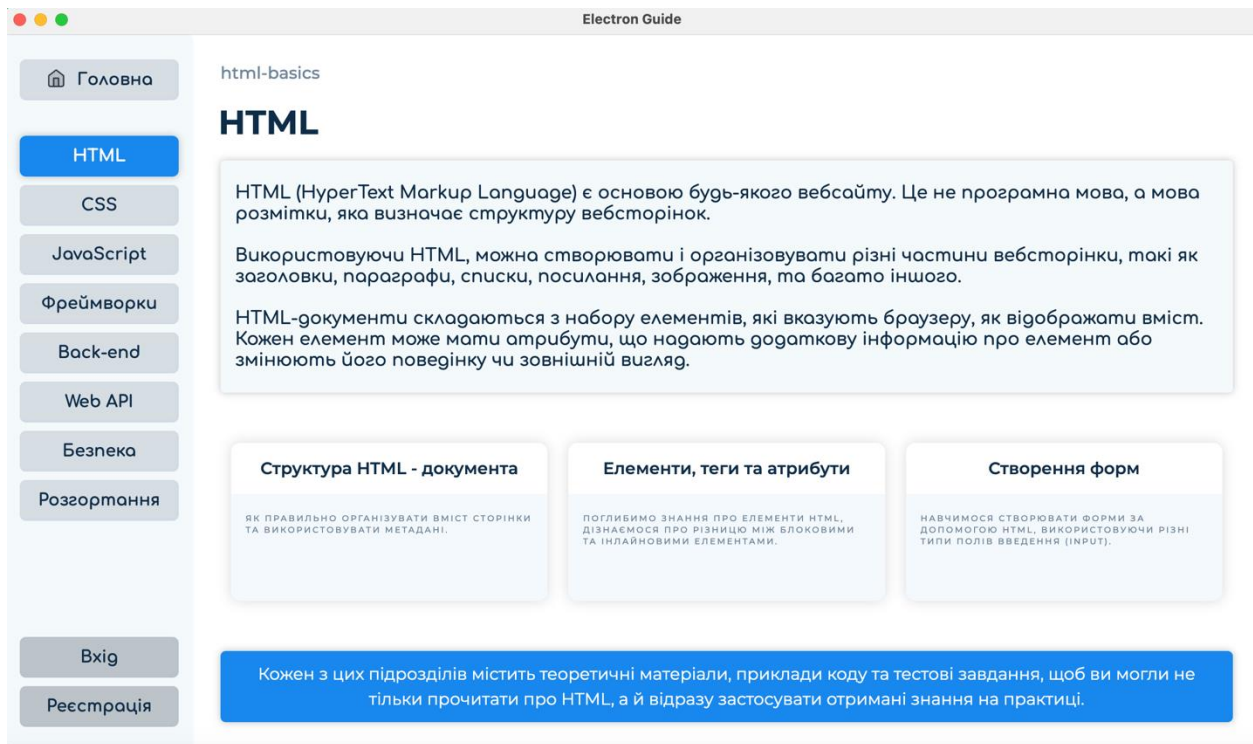 Electron Guide
Головна
HTML
CSS
JavaScript
Фреймворки
Back-end
Web API
Безпека
Розгортання
Вхід
Реєстрація
html-basics
HTML
HTML (HyperText Markup Language) є основою будь-якого вебсайту. Це не програмна мова, а мова
розмітки, яка визначає структуру вебсторінок.
Використовуючи HTML, можна створювати і організовувати різні частини вебсторінки, такі як
заголовки, параграфи, списки, посилання, зображення, та багато іншого.
HTML-документи складаються з набору елементів, які вказують браузеру, як відображати вміст.
Кожен елемент може мати атрибути, що надають додаткову інформацію про елемент або
змінюють його поведінку чи зовнішній вигляд.
Структура HTML - документа
ЯК ПРАВИЛЬНО ОРГАНІЗУВАТИ ВМІСТ СТОРІНКИ
ТА ВИКОРИСТОВУВАТИ МЕТАДАНІ.
Елементи, теги та атрибути
ПОГЛИБИМО ЗНАННЯ ПРО ЕЛЕМЕНТИ HTML,
ДІЗНАЄМОСЯ ПРО РІЗНИЦЮ МІЖ БЛОКОВИМИ
ТА ІНЛАЙНОВИМИ ЕЛЕМЕНТАМИ.
Створення форм
НАВЧИМОСЯ СТВОРЮВАТИ ФОРМИ ЗА
ДОПОМОГОЮ HTML, ВИКОРИСТОВУЮЧИ РІЗНІ
ТИПИ ПОЛІВ ВВЕДЕННЯ (INPUT).
Кожен з цих підрозділів містить теоретичні матеріали, приклади коду та тестові завдання, щоб ви могли не
тільки прочитати про HTML, а й відразу застосувати отримані знання на практиці.